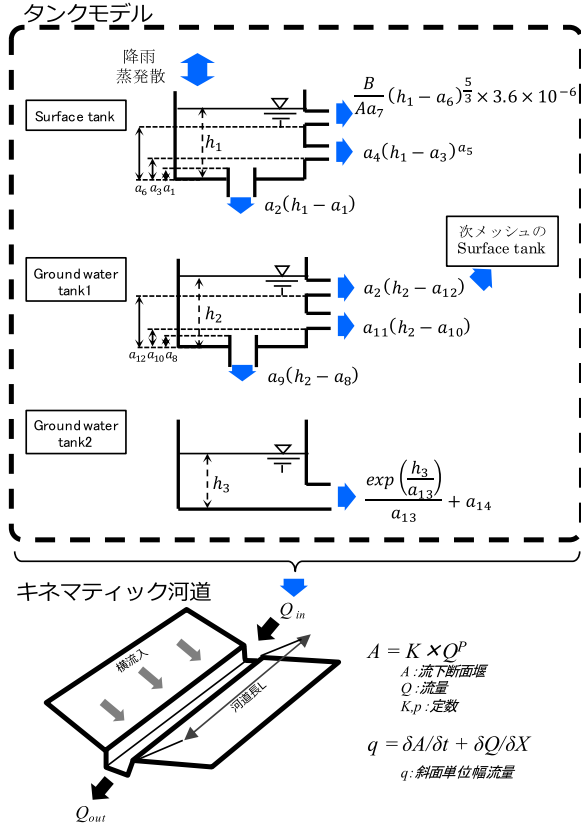 タンクモデル
降雨
蒸発散
Surface tank
h₁
a₆ a₃ a₁
B/(Aa₇) (h₁ − a₆)^(5/3) × 3.6 × 10⁻⁶
a₄(h₁ − a₃)^a₅
a₂(h₁ − a₁)
次メッシュの
Surface tank
Ground water
tank1
h₂
a₁₂ a₁₀ a₈
a₂(h₂ − a₁₂)
a₁₁(h₂ − a₁₀)
a₉(h₂ − a₈)
Ground water
tank2
h₃
exp(h₃/a₁₃)/a₁₃ + a₁₄
キネマティック河道
Q in
横流入
河道長L
Qout
A = K ×Q^P
A :流下断面堰
Q :流量
K,p :定数
q = δA/δt + δQ/δX
q :斜面単位幅流量